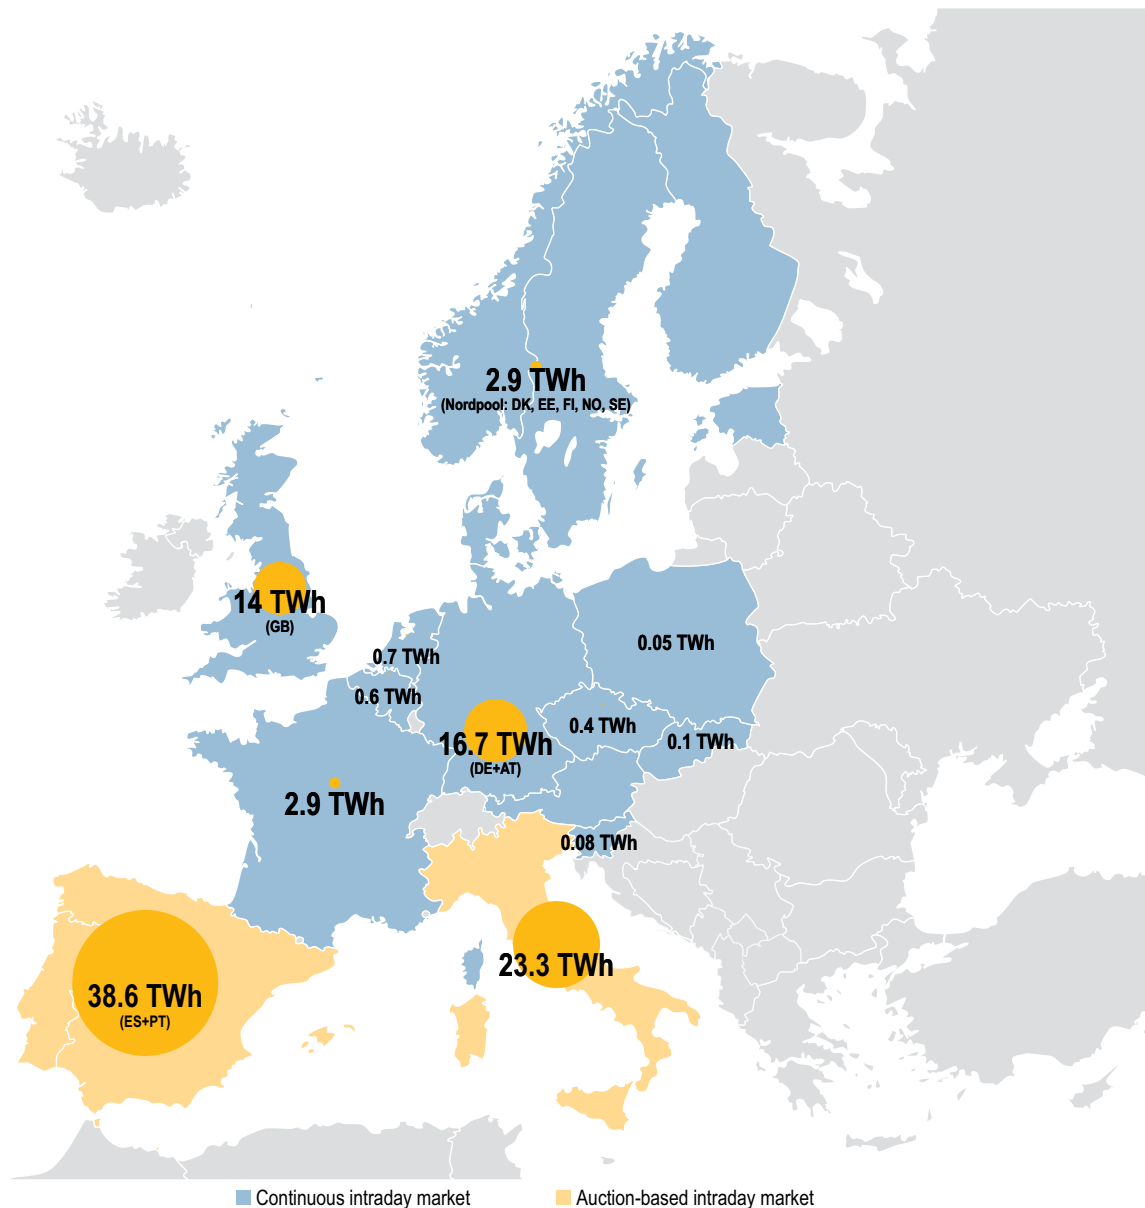 2.9 TWh
(Nordpool: DK, EE, FI, NO, SE)
14 TWh
(GB)
0.7 TWh
0.05 TWh
0.6 TWh
0.4 TWh
16.7 TWh
(DE+AT)
0.1 TWh
2.9 TWh
0.08 TWh
23.3 TWh
38.6 TWh
(ES+PT)
Continuous intraday market
Auction-based intraday market